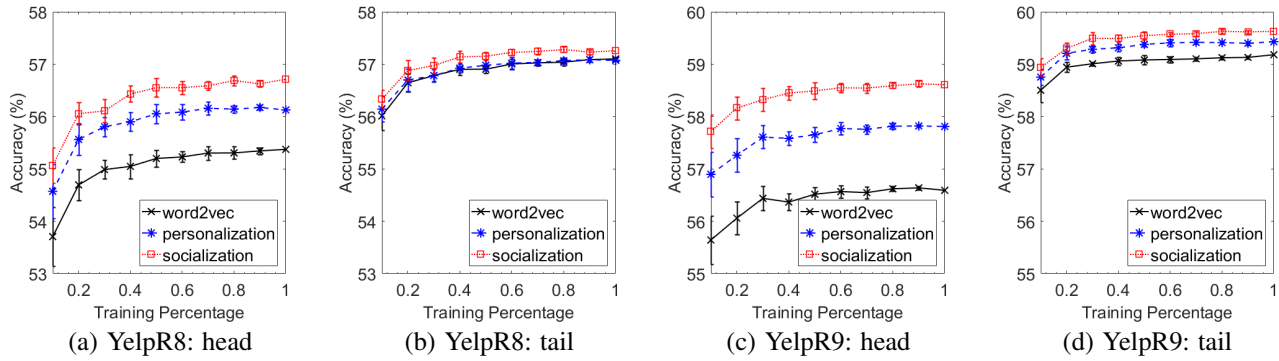 58
57
56
55
54
53
Accuracy (%)
0.2 0.4 0.6 0.8 1
Training Percentage
word2vec
personalization
socialization
(a) YelpR8: head
58
57
56
55
54
53
Accuracy (%)
0.2 0.4 0.6 0.8 1
Training Percentage
word2vec
personalization
socialization
(b) YelpR8: tail
60
59
58
57
56
55
Accuracy (%)
0.2 0.4 0.6 0.8 1
Training Percentage
word2vec
personalization
socialization
(c) YelpR9: head
60
59
58
57
56
55
Accuracy (%)
0.2 0.4 0.6 0.8 1
Training Percentage
word2vec
personalization
socialization
(d) YelpR9: tail